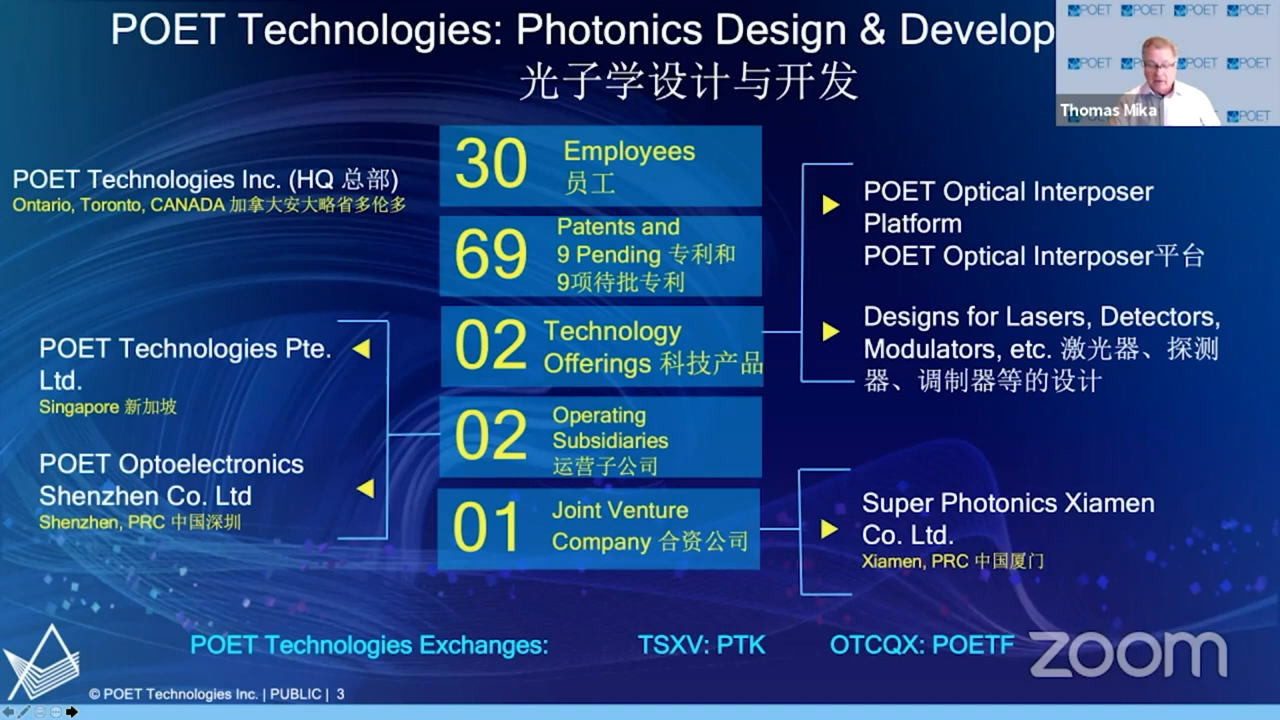 POET Technologies: Photonics Design & Develop
光子学设计与开发
POET POET POET POET
POET POET POET
Thomas Mika
POET
POET Technologies Inc. (HQ 总部)
Ontario, Toronto, CANADA 加拿大安大略省多伦多
30
Employees
员工
69
Patents and
9 Pending 专利和
9项待批专利
02
Technology
Offerings 科技产品
02
Operating
Subsidiaries
运营子公司
01
Joint Venture
Company 合资公司
POET Technologies Pte.
Ltd.
Singapore 新加坡
POET Optoelectronics
Shenzhen Co. Ltd
Shenzhen, PRC 中国深圳
POET Optical Interposer
Platform
POET Optical Interposer平台
Designs for Lasers, Detectors,
Modulators, etc. 激光器、探测
器、调制器等的设计
Super Photonics Xiamen
Co. Ltd.
Xiamen, PRC 中国厦门
POET Technologies Exchanges: TSXV: PTK OTCQX: POETF
zoom
© POET Technologies Inc. | PUBLIC | 3